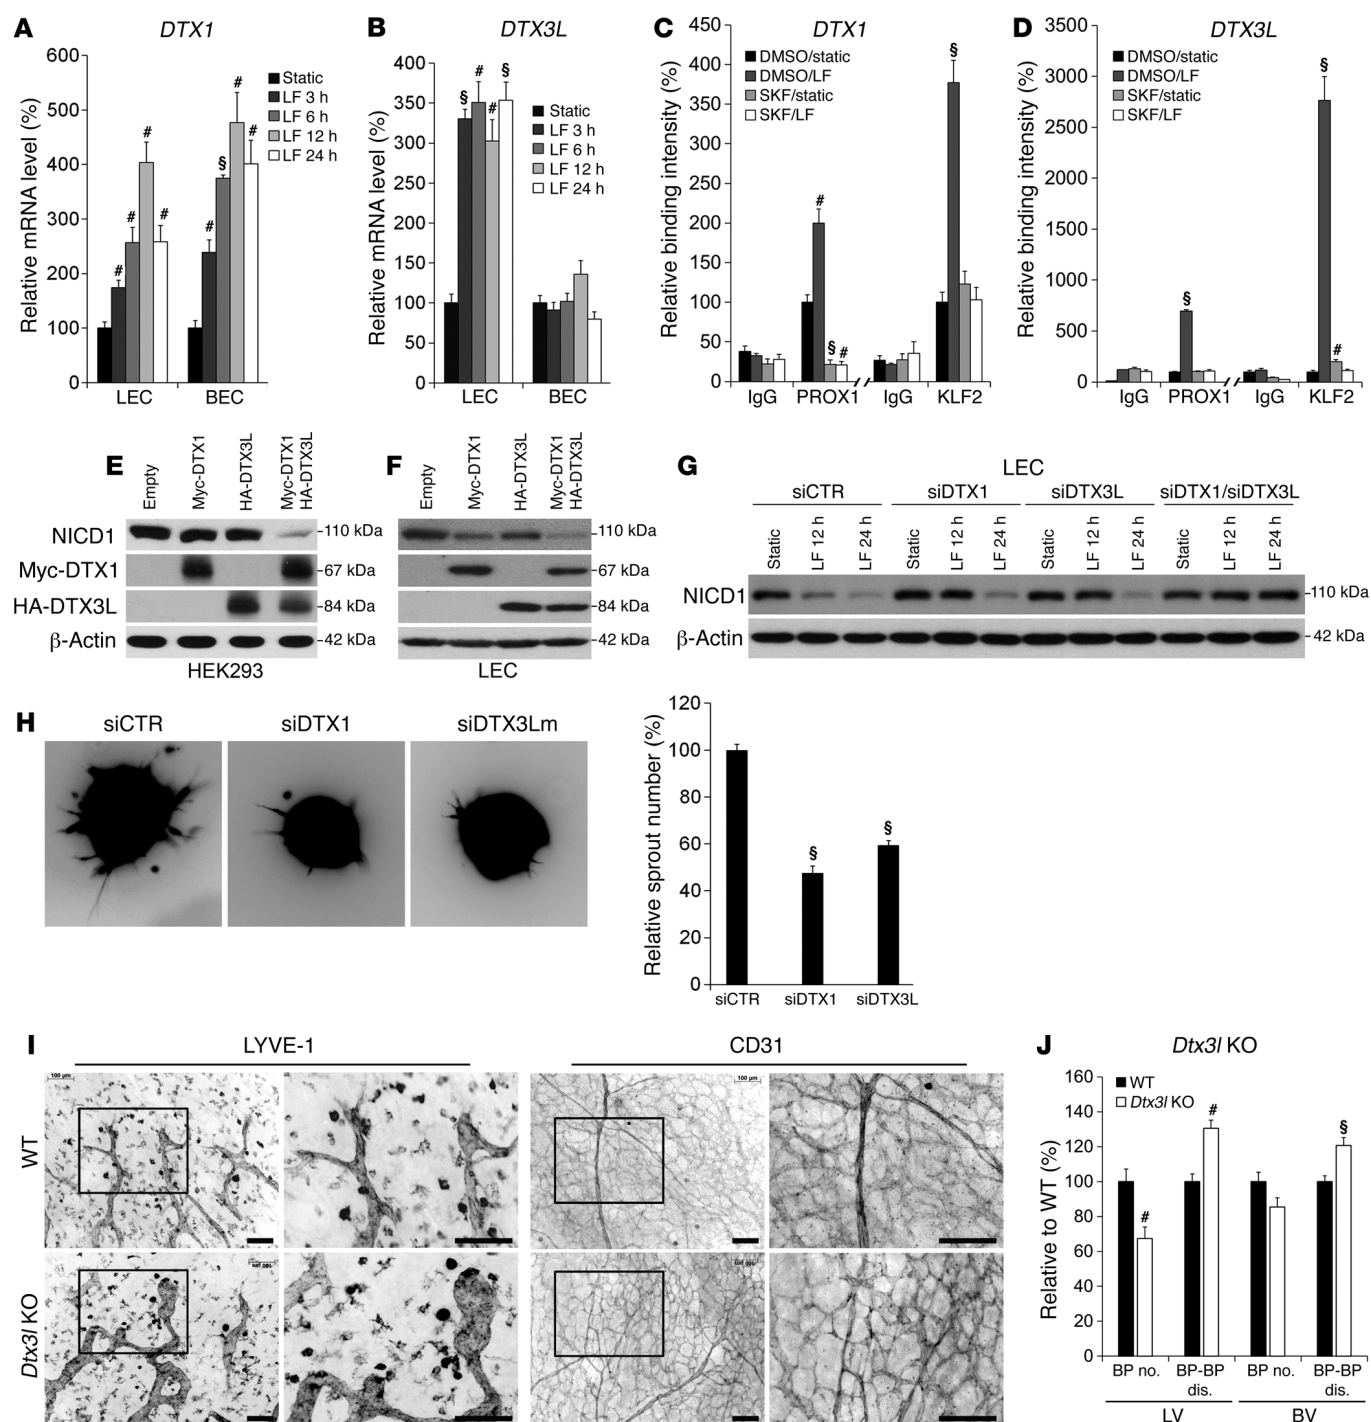 A
DTX1
Relative mRNA level (%)
600
500
400
300
200
100
0
Static
LF 3 h
LF 6 h
LF 12 h
LF 24 h
#
#
#
#
#
§
#
#
LEC
BEC
B
DTX3L
Relative mRNA level (%)
400
350
300
250
200
150
100
50
0
Static
LF 3 h
LF 6 h
LF 12 h
LF 24 h
§
#
#
§
LEC
BEC
C
DTX1
Relative binding intensity (%)
450
400
350
300
250
200
150
100
50
0
DMSO/static
DMSO/LF
SKF/static
SKF/LF
#
§
#
§
IgG
PROX1
IgG
KLF2
D
DTX3L
Relative binding intensity (%)
3500
3000
2500
2000
1500
1000
500
0
DMSO/static
DMSO/LF
SKF/static
SKF/LF
§
§
#
IgG
PROX1
IgG
KLF2
E
Empty
Myc-DTX1
HA-DTX3L
Myc-DTX1
HA-DTX3L
NICD1
110 kDa
Myc-DTX1
67 kDa
HA-DTX3L
84 kDa
β-Actin
42 kDa
HEK293
F
Empty
Myc-DTX1
HA-DTX3L
Myc-DTX1
HA-DTX3L
110 kDa
67 kDa
84 kDa
42 kDa
LEC
G
LEC
siCTR
siDTX1
siDTX3L
siDTX1/siDTX3L
Static
LF 12 h
LF 24 h
Static
LF 12 h
LF 24 h
Static
LF 12 h
LF 24 h
Static
LF 12 h
LF 24 h
NICD1
110 kDa
β-Actin
42 kDa
H
siCTR
siDTX1
siDTX3Lm
Relative sprout number (%)
120
100
80
60
40
20
0
§
§
siCTR
siDTX1
siDTX3L
I
LYVE-1
CD31
WT
Dtx3l KO
100 µm
100 µm
100 µm
100 µm
J
Dtx3l KO
Relative to WT (%)
160
140
120
100
80
60
40
20
0
WT
Dtx3l KO
#
#
§
BP no.
BP-BP
dis.
BP no.
BP-BP
dis.
LV
BV